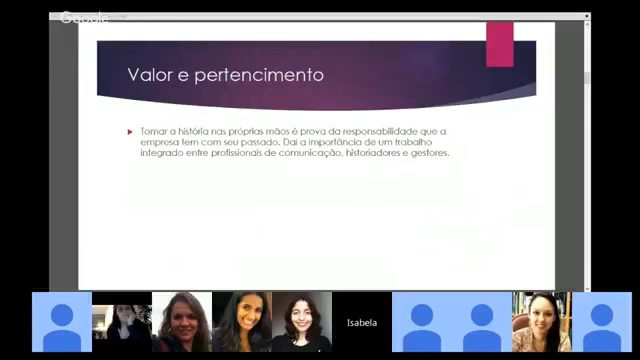 Google
Valor e pertencimento
Tomar a história nas próprias mãos é prova da responsabilidade que a
empresa tem com seu passado. Daí a importância de um trabalho
integrado entre profissionais de comunicação, historiadores e gestores.
Isabela